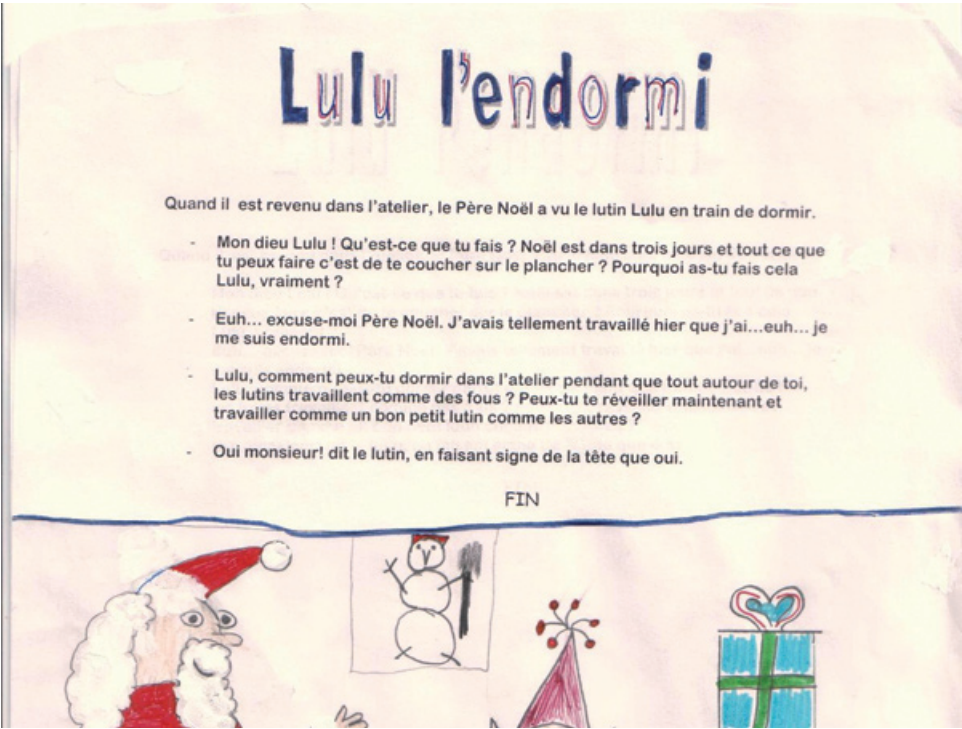 Lulu l'endormi
Quand il est revenu dans l'atelier, le Père Noël a vu le lutin Lulu en train de dormir.
- Mon dieu Lulu ! Qu'est-ce que tu fais ? Noël est dans trois jours et tout ce que
tu peux faire c'est de te coucher sur le plancher ? Pourquoi as-tu fais cela
Lulu, vraiment ?
- Euh... excuse-moi Père Noël. J'avais tellement travaillé hier que j'ai...euh... je
me suis endormi.
- Lulu, comment peux-tu dormir dans l'atelier pendant que tout autour de toi,
les lutins travaillent comme des fous ? Peux-tu te réveiller maintenant et
travailler comme un bon petit lutin comme les autres ?
- Oui monsieur! dit le lutin, en faisant signe de la tête que oui.
FIN